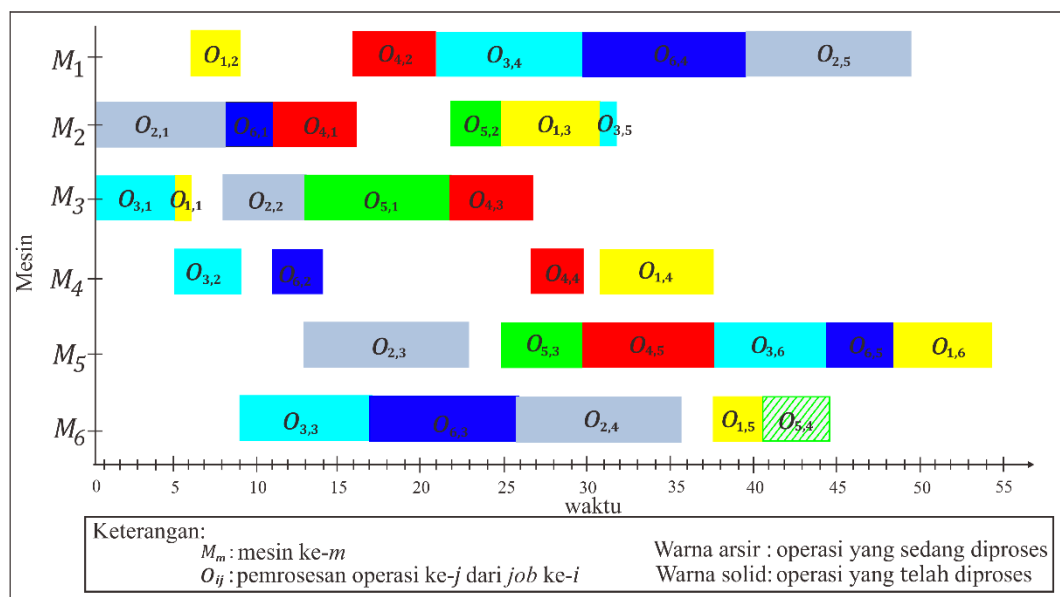 M₁ O₁,₂ O₄,₂ O₃,₄ O₆,₄ O₂,₅
M₂ O₂,₁ O₆,₁ O₄,₁ O₅,₂ O₁,₃ O₃,₅
M₃ O₃,₁ O₁,₁ O₂,₂ O₅,₁ O₄,₃
M₄ O₃,₂ O₆,₂ O₄,₄ O₁,₄
M₅ O₂,₃ O₅,₃ O₄,₅ O₃,₆ O₆,₅ O₁,₆
M₆ O₃,₃ O₆,₃ O₂,₄ O₁,₅ O₅,₄
Mesin
0 5 10 15 20 25 30 35 40 45 50 55
waktu
Keterangan:
Mₘ : mesin ke-m
Oᵢⱼ : pemrosesan operasi ke-j dari job ke-i
Warna arsir : operasi yang sedang diproses
Warna solid: operasi yang telah diproses